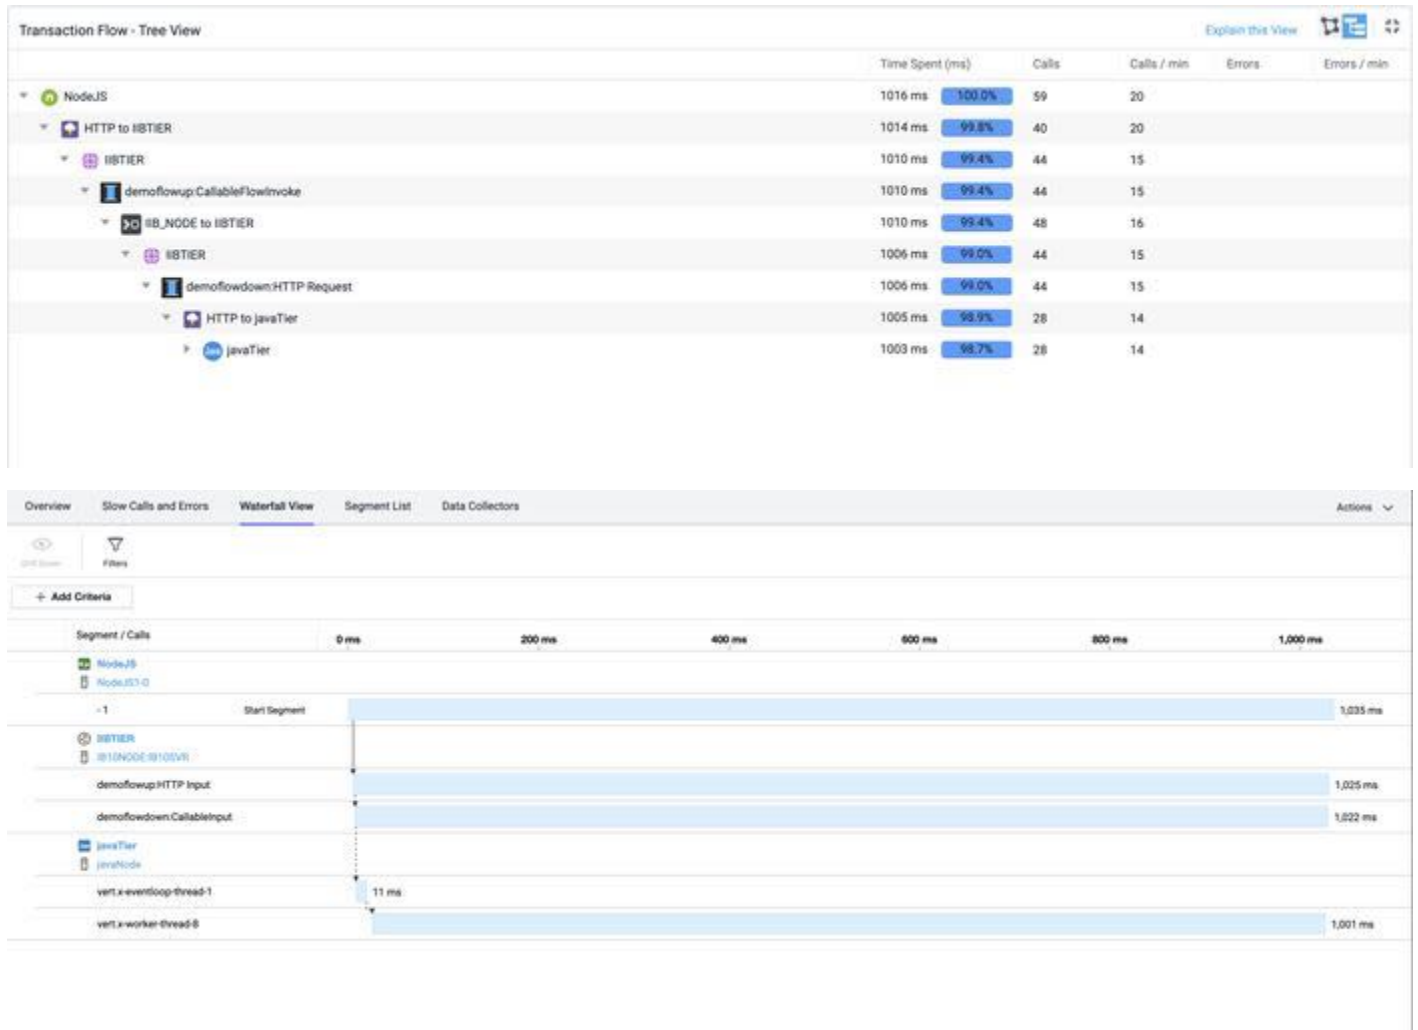 Transaction Flow - Tree View Explain this View
Time Spent (ms) Calls Calls / min Errors Errors / min
NodeJS 1016 ms 100.0% 59 20
HTTP to IIBTIER 1014 ms 99.8% 40 20
IIBTIER 1010 ms 99.4% 44 15
demoflowup:CallableFlowInvoke 1010 ms 99.4% 44 15
IIB_NODE to IIBTIER 1010 ms 99.4% 48 16
IIBTIER 1006 ms 99.0% 44 15
demoflowdown:HTTP Request 1006 ms 99.0% 44 15
HTTP to javaTier 1005 ms 98.9% 28 14
javaTier 1003 ms 98.7% 28 14
Overview Slow Calls and Errors Waterfall View Segment List Data Collectors Actions
Filters
+ Add Criteria
Segment / Calls 0 ms 200 ms 400 ms 600 ms 800 ms 1,000 ms
NodeJS
NodeJS1-0
- 1 Start Segment 1,035 ms
IIBTIER
demoflowup:HTTP Input 1,025 ms
demoflowdown:CallableInput 1,022 ms
javaTier
javaNode
vert.x-eventloop-thread-1 11 ms
vert.x-worker-thread-8 1,001 ms